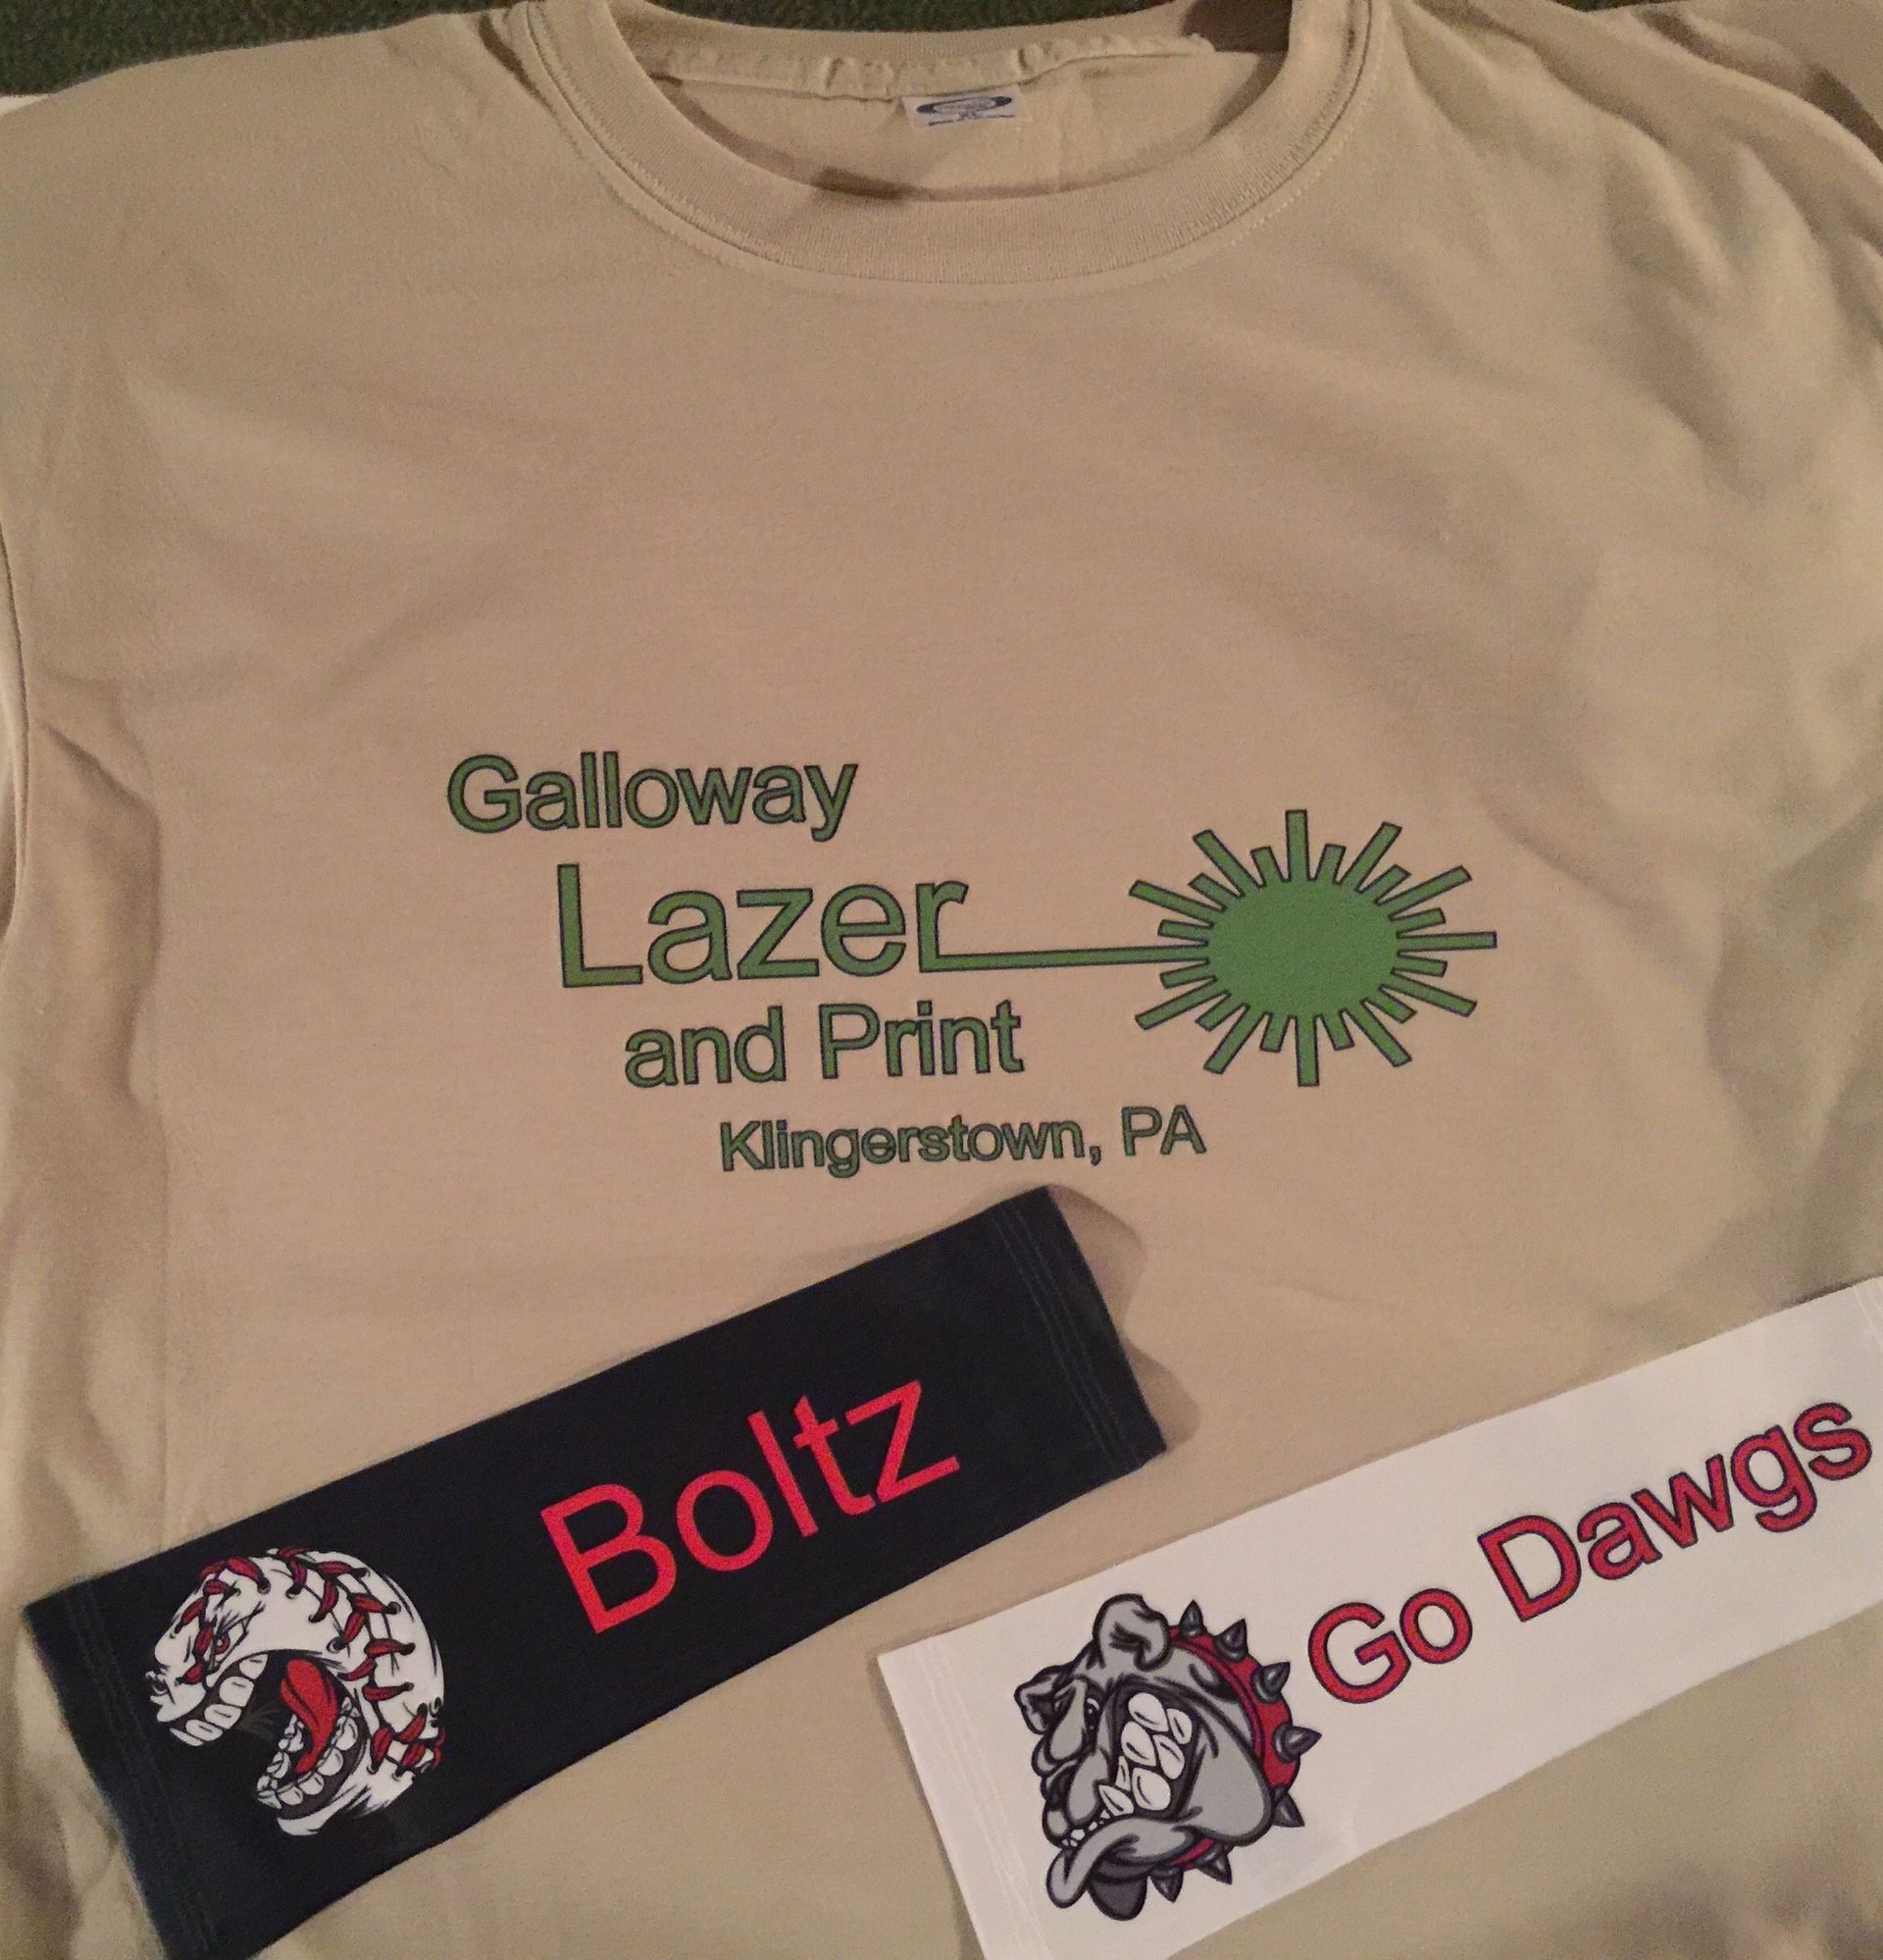 Galloway
Lazer
and Print
Klingerstown, PA
Boltz
Go Dawgs